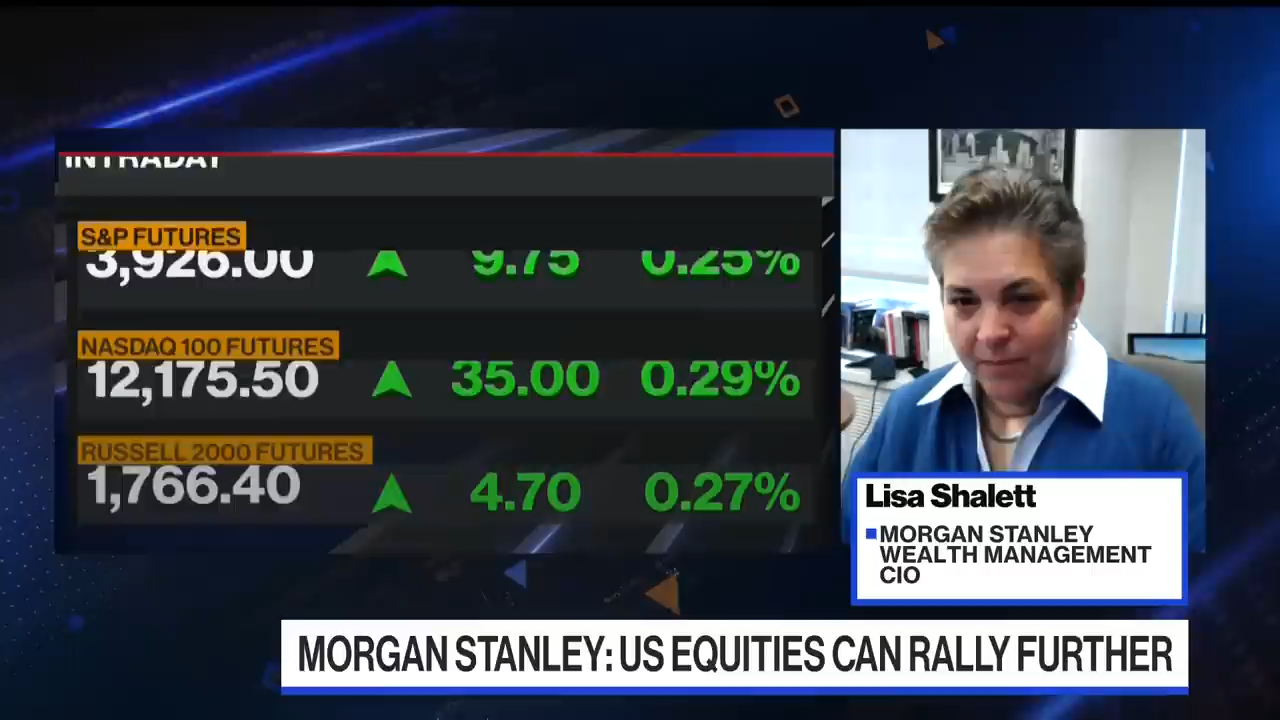 INTRADAY
S&P FUTURES
3,926.00 ▲ 9.75 0.25%
NASDAQ 100 FUTURES
12,175.50 ▲ 35.00 0.29%
RUSSELL 2000 FUTURES
1,766.40 ▲ 4.70 0.27%
Lisa Shalett
MORGAN STANLEY
WEALTH MANAGEMENT
CIO
MORGAN STANLEY: US EQUITIES CAN RALLY FURTHER